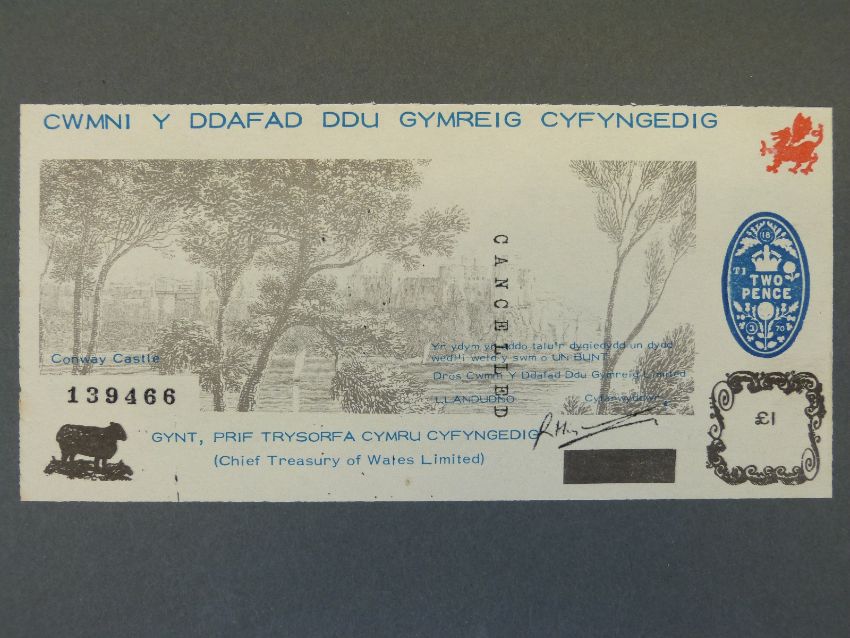 CWMNI Y DDAFAD DDU GYMREIG CYFYNGEDIG
18
T1
TWO
PENCE
3 70
CANCELLED
Yr ydym yn addo talu'r dygiedydd un dydd
wedi'i weld y swm o UN BUNT
Conway Castle
Dros Cwmni Y Ddafad Ddu Gymreig Limited
139466
LLANDUDNO
Cyfarwyddwr
£1
GYNT, PRIF TRYSORFA CYMRU CYFYNGEDIG
(Chief Treasury of Wales Limited)